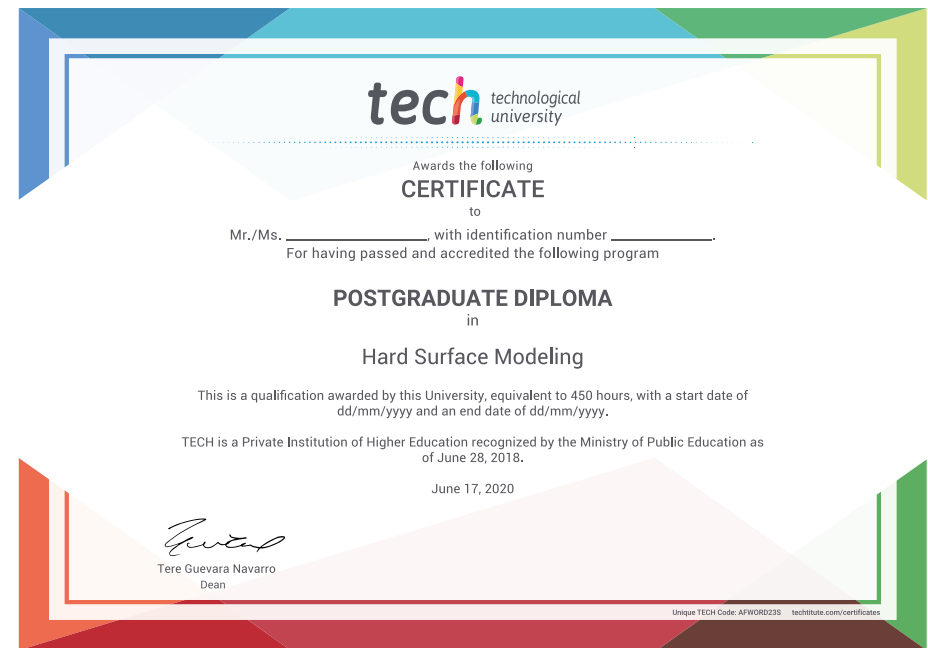 tech technological
university
Awards the following
CERTIFICATE
to
Mr./Ms. ____________, with identification number _________.
For having passed and accredited the following program
POSTGRADUATE DIPLOMA
in
Hard Surface Modeling
This is a qualification awarded by this University, equivalent to 450 hours, with a start date of
dd/mm/yyyy and an end date of dd/mm/yyyy.
TECH is a Private Institution of Higher Education recognized by the Ministry of Public Education as
of June 28, 2018.
June 17, 2020
Tere Guevara Navarro
Dean
Unique TECH Code: AFWORD23S techtitute.com/certificates